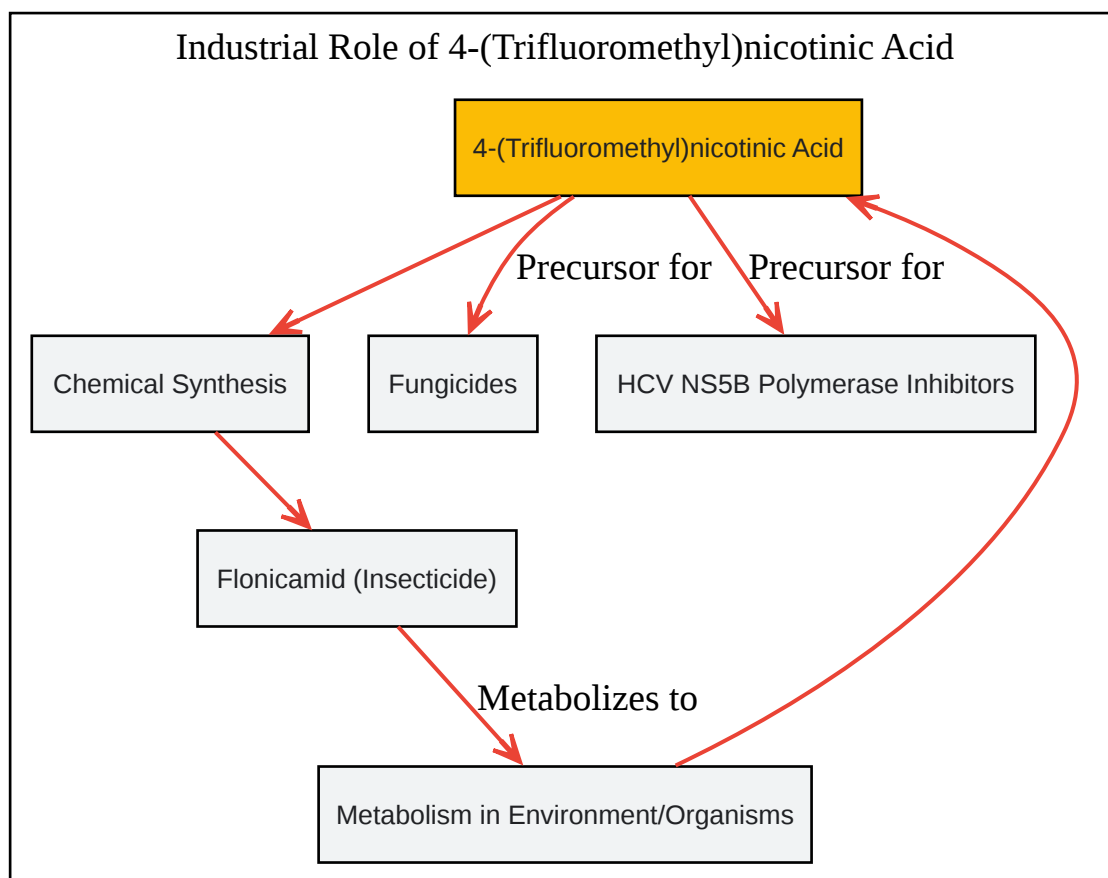 Industrial Role of 4-(Trifluoromethyl)nicotinic Acid
4-(Trifluoromethyl)nicotinic Acid
Precursor for
Precursor for
Chemical Synthesis
Fungicides
HCV NS5B Polymerase Inhibitors
Flonicamid (Insecticide)
Metabolizes to
Metabolism in Environment/Organisms